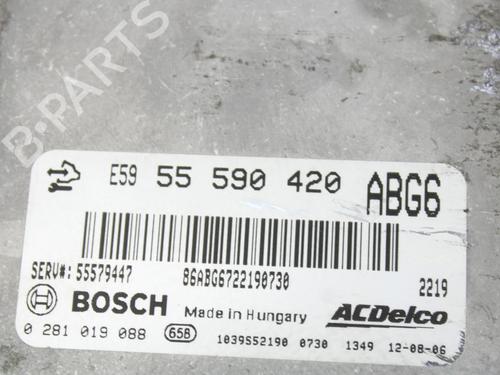 B-PARTS
E59 55 590 420 ABG6
SERV#: 55579447 86ABG6722190730 2219
BOSCH Made in Hungary ACDelco
0 281 019 088 658 1039S52190 0730 1349 12-08-06